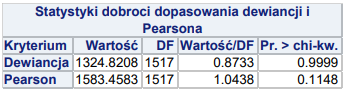 Statystyki dobroci dopasowania dewiancji i
Pearsona
Kryterium Wartość DF Wartość/DF Pr. > chi-kw.
Dewiancja 1324.8208 1517 0.8733 0.9999
Pearson 1583.4583 1517 1.0438 0.1148